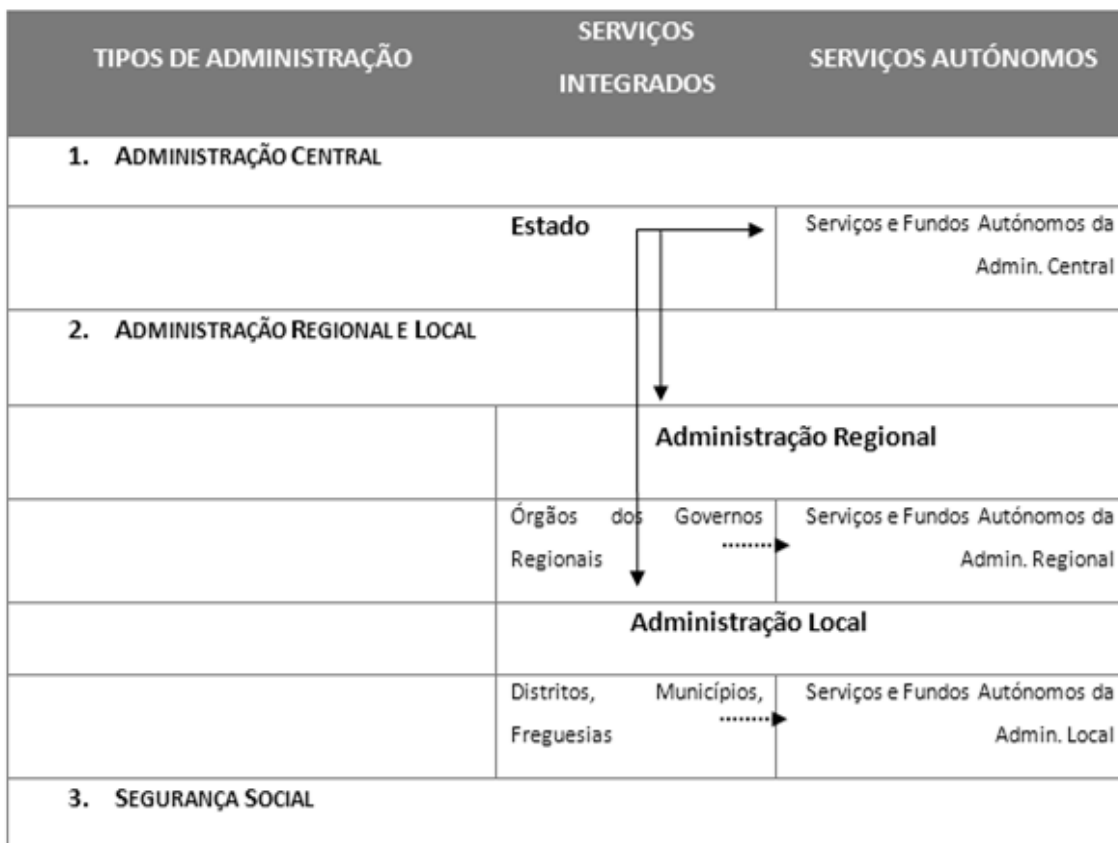 TIPOS DE ADMINISTRAÇÃO
SERVIÇOS
INTEGRADOS
SERVIÇOS AUTÓNOMOS
1. ADMINISTRAÇÃO CENTRAL
Estado
Serviços e Fundos Autónomos da
Admin. Central
2. ADMINISTRAÇÃO REGIONAL E LOCAL
Administração Regional
Órgãos dos Governos
Regionais
Serviços e Fundos Autónomos da
Admin. Regional
Administração Local
Distritos, Municípios,
Freguesias
Serviços e Fundos Autónomos da
Admin. Local
3. SEGURANÇA SOCIAL